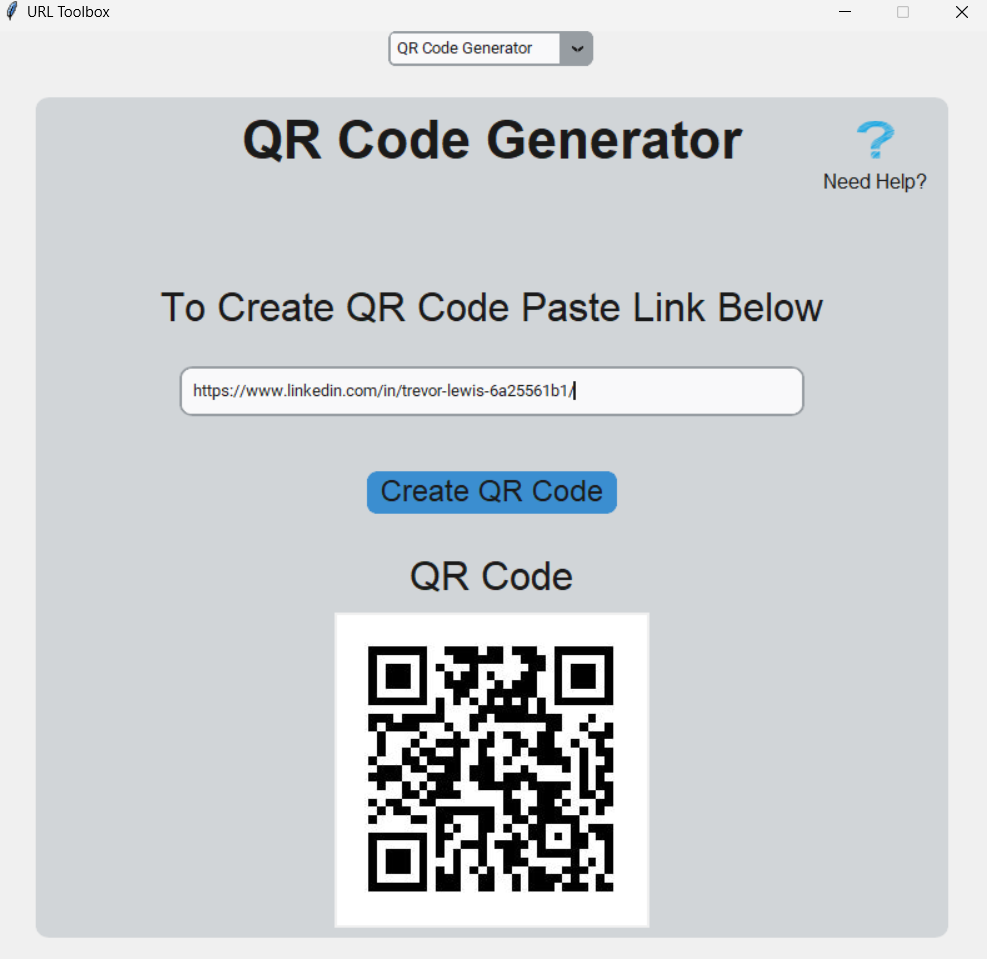 URL Toolbox
QR Code Generator
QR Code Generator
?
Need Help?
To Create QR Code Paste Link Below
https://www.linkedin.com/in/trevor-lewis-6a25561b1/
Create QR Code
QR Code